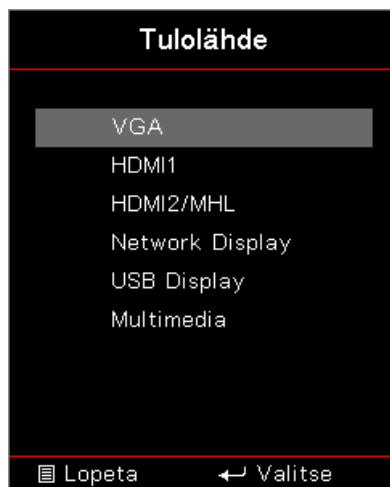 Tulolähde
VGA
HDMI1
HDMI2/MHL
Network Display
USB Display
Multimedia
Lopeta Valitse